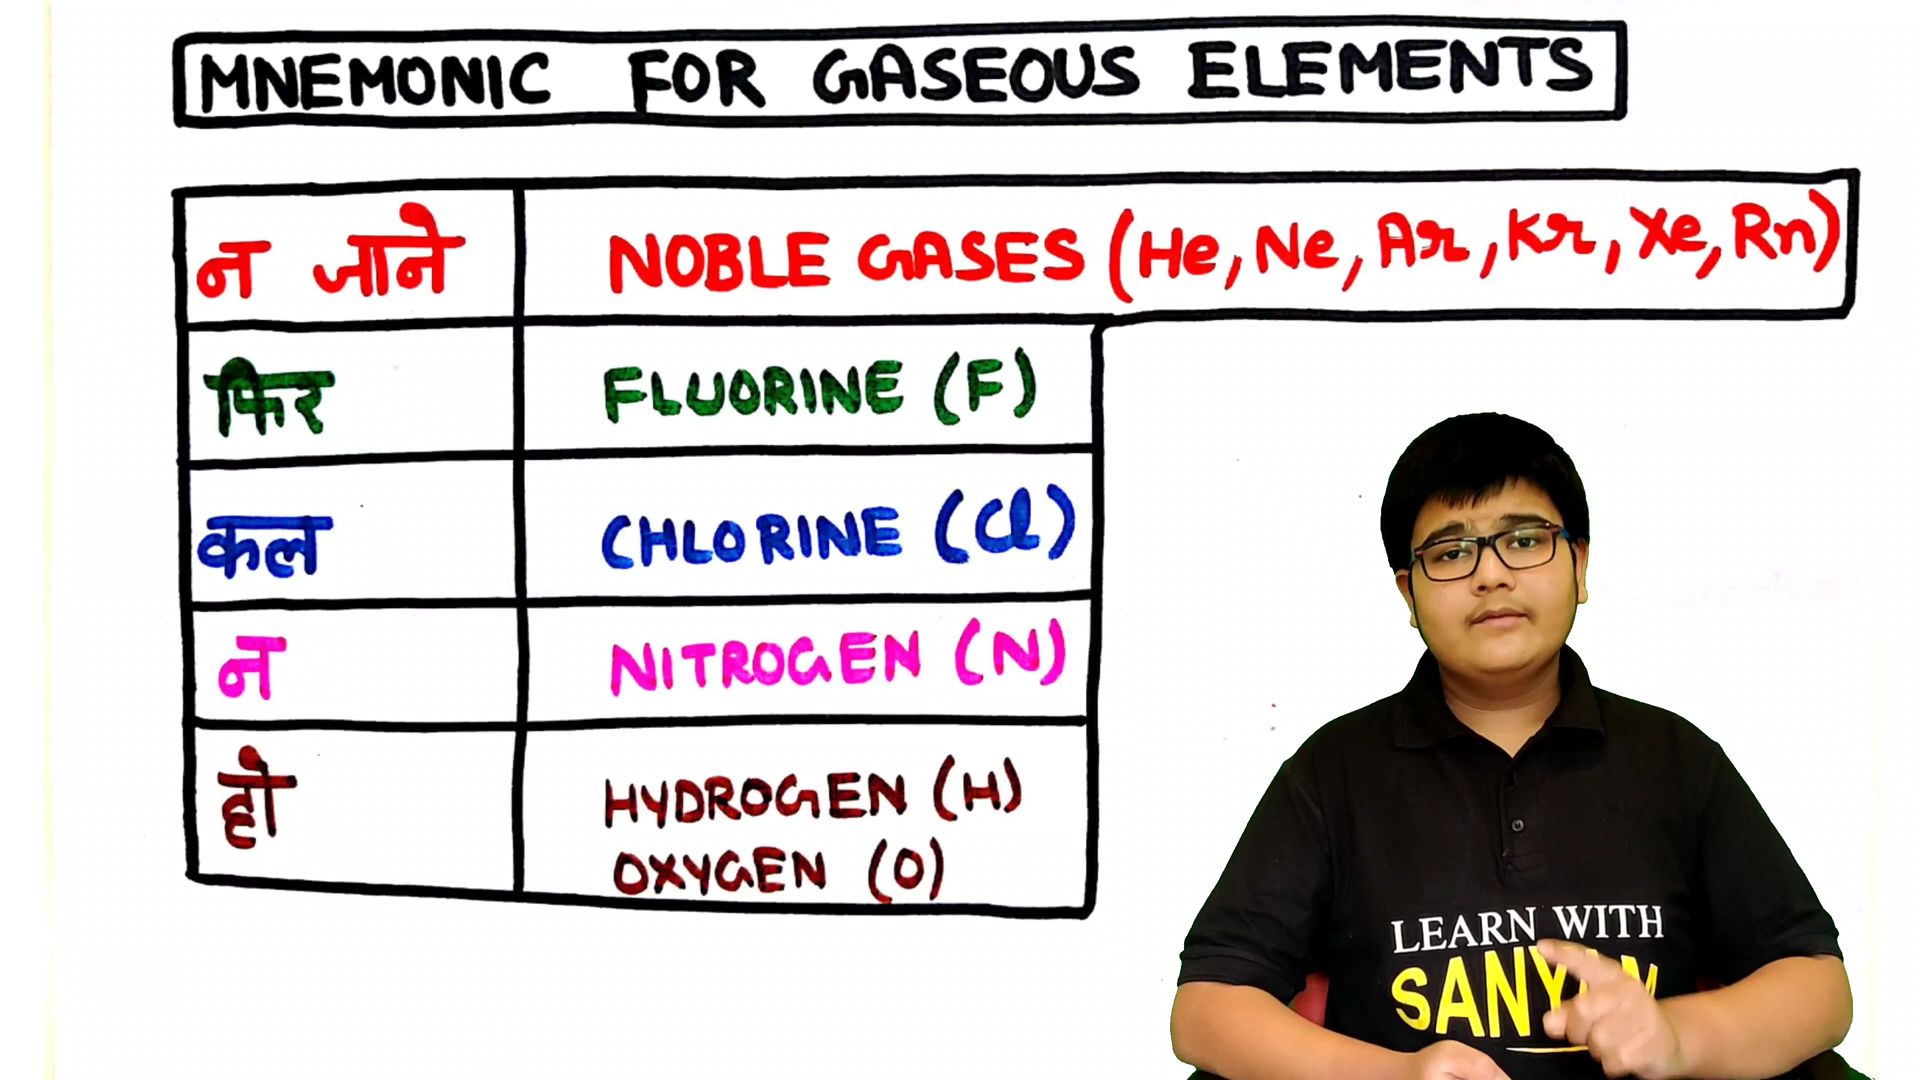 MNEMONIC FOR GASEOUS ELEMENTS
न जाने NOBLE GASES (He, Ne, Ar, Kr, Xe, Rn)
फिर FLUORINE (F)
कल CHLORINE (Cl)
न NITROGEN (N)
हो HYDROGEN (H)
OXYGEN (O)
LEARN WITH